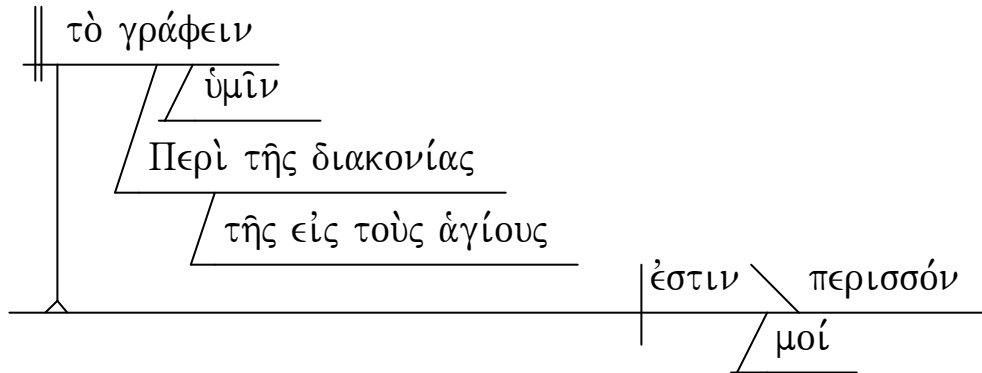 τὸ γράφειν
ὑμῖν
Περὶ τῆς διακονίας
τῆς εἰς τοὺς ἁγίους
ἐστιν περισσόν
μοί